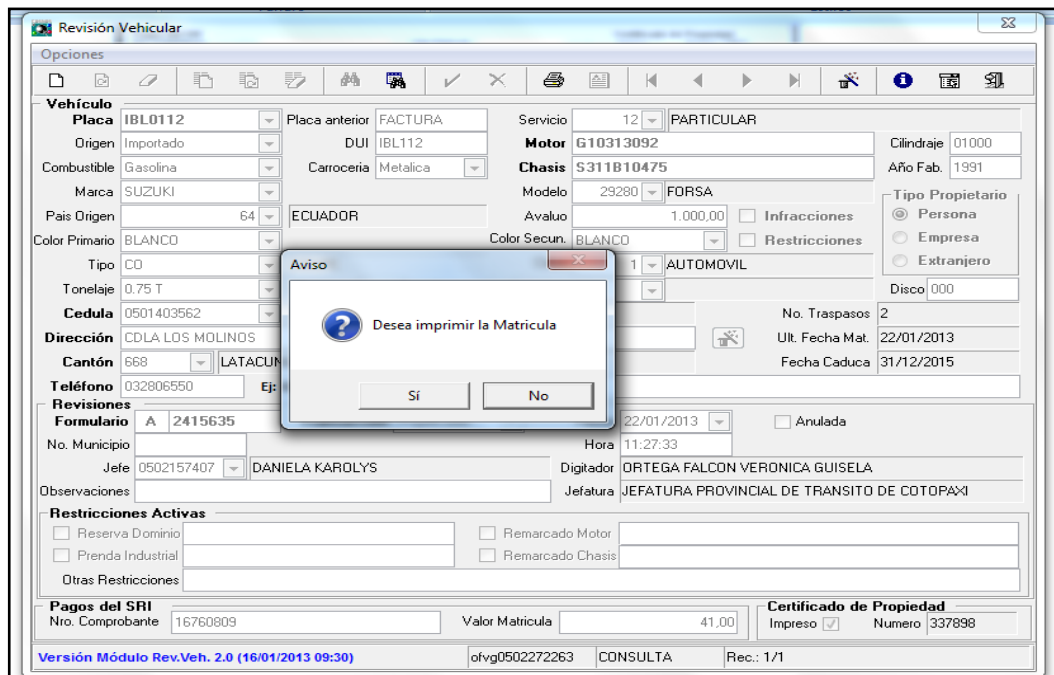 Revisión Vehicular
Opciones
Vehículo
Placa IBL0112 Placa anterior FACTURA Servicio 12 PARTICULAR
Origen Importado DUI IBL112 Motor G10313092 Cilindraje 01000
Combustible Gasolina Carroceria Metalica Chasis S311B10475 Año Fab. 1991
Marca SUZUKI Modelo 29280 FORSA Tipo Propietario
Pais Origen 64 ECUADOR Avaluo 1.000,00 Infracciones Persona
Color Primario BLANCO Color Secun. BLANCO Restricciones Empresa
Tipo CO 1 AUTOMOVIL Extranjero
Tonelaje 0.75 T Disco 000
Cedula 0501403562 No. Traspasos 2
Dirección CDLA LOS MOLINOS Ult. Fecha Mat. 22/01/2013
Cantón 668 LATACUN Fecha Caduca 31/12/2015
Teléfono 032806550 Ej:
Aviso
Desea imprimir la Matricula
Sí No
Revisiones
Formulario A 2415635 22/01/2013 Anulada
No. Municipio Hora 11:27:33
Jefe 0502157407 DANIELA KAROLYS Digitador ORTEGA FALCON VERONICA GUISELA
Observaciones Jefatura JEFATURA PROVINCIAL DE TRANSITO DE COTOPAXI
Restricciones Activas
Reserva Dominio Remarcado Motor
Prenda Industrial Remarcado Chasis
Otras Restricciones
Pagos del SRI Certificado de Propiedad
Nro. Comprobante 16760809 Valor Matricula 41,00 Impreso Numero 337898
Versión Módulo Rev.Veh. 2.0 (16/01/2013 09:30) ofvg0502272263 CONSULTA Rec.: 1/1